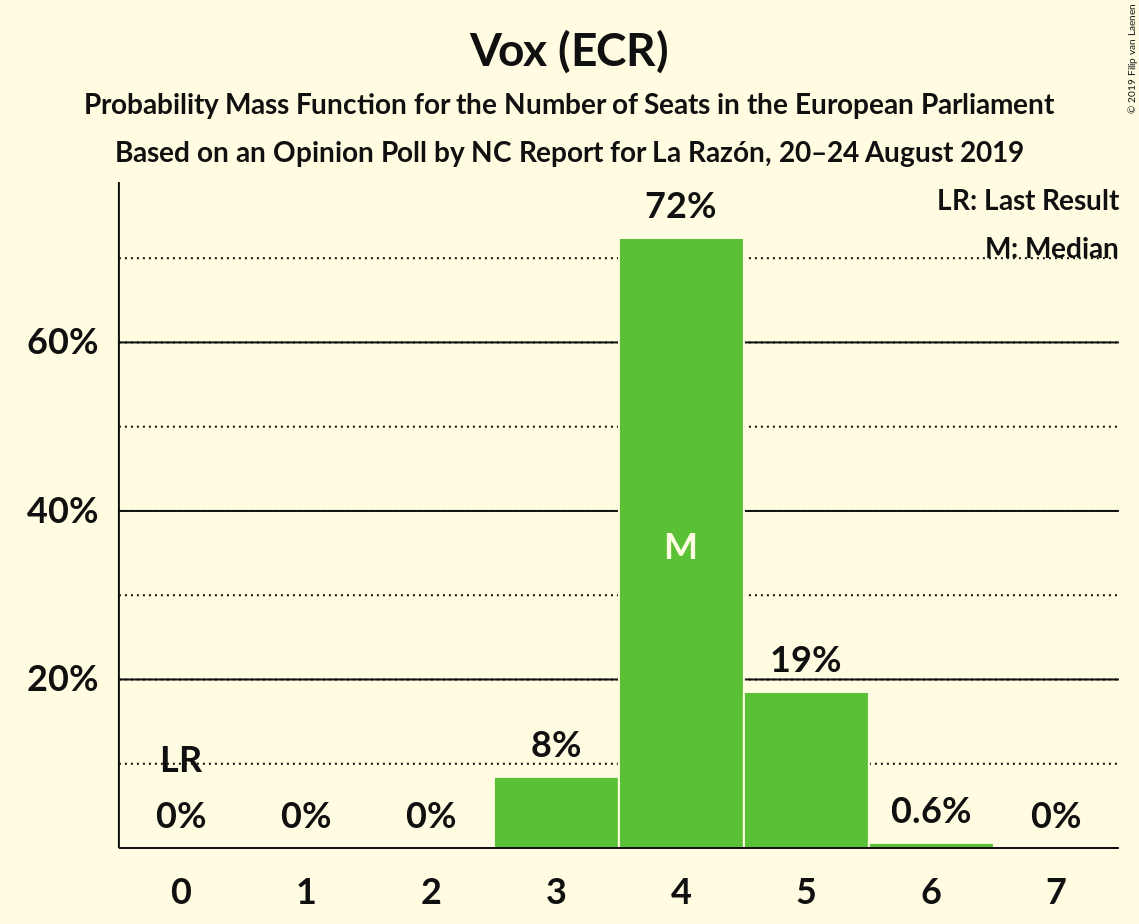 Vox (ECR)
Probability Mass Function for the Number of Seats in the European Parliament
Based on an Opinion Poll by NC Report for La Razón, 20–24 August 2019
© 2019 Filip van Laenen
LR: Last Result
M: Median
72%
60%
40%
M
20%
19%
8%
LR
0%
0%
0%
0.6%
0%
0
1
2
3
4
5
6
7